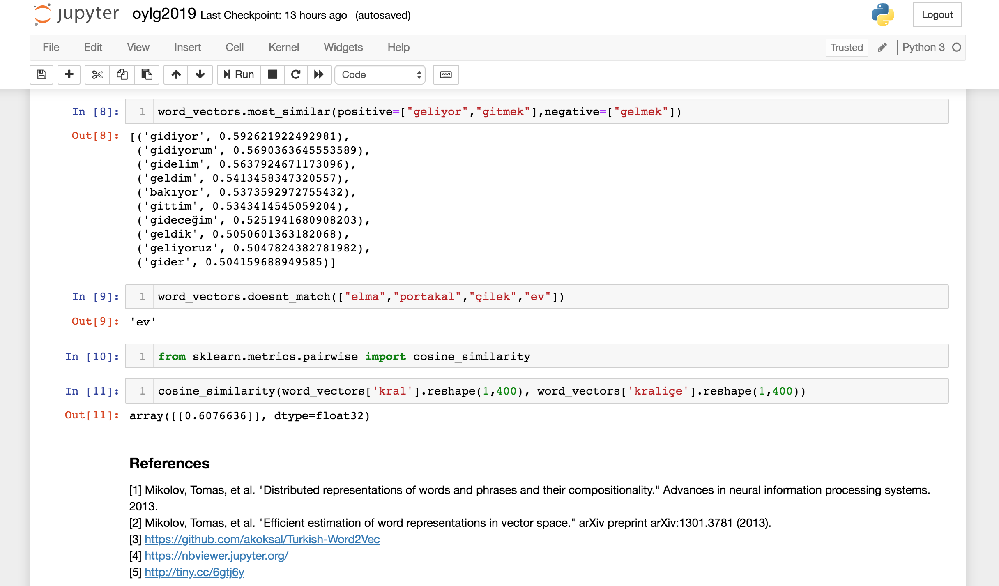 jupyter oylg2019 Last Checkpoint: 13 hours ago (autosaved)
Logout
File Edit View Insert Cell Kernel Widgets Help
Trusted
Python 3
Run
Code
In [8]: 1 word_vectors.most_similar(positive=["geliyor","gitmek"],negative=["gelmek"])
Out[8]: [('gidiyor', 0.592621922492981),
('gidiyorum', 0.5690363645553589),
('gidelim', 0.5637924671173096),
('geldim', 0.5413458347320557),
('bakıyor', 0.5373592972755432),
('gittim', 0.5343414545059204),
('gideceğim', 0.5251941680908203),
('geldik', 0.5050601363182068),
('geliyoruz', 0.5047824382781982),
('gider', 0.504159688949585)]
In [9]: 1 word_vectors.doesnt_match(["elma","portakal","çilek","ev"])
Out[9]: 'ev'
In [10]: 1 from sklearn.metrics.pairwise import cosine_similarity
In [11]: 1 cosine_similarity(word_vectors['kral'].reshape(1,400), word_vectors['kraliçe'].reshape(1,400))
Out[11]: array([[0.6076636]], dtype=float32)
References
[1] Mikolov, Tomas, et al. "Distributed representations of words and phrases and their compositionality." Advances in neural information processing systems.
2013.
[2] Mikolov, Tomas, et al. "Efficient estimation of word representations in vector space." arXiv preprint arXiv:1301.3781 (2013).
[3] https://github.com/akoksal/Turkish-Word2Vec
[4] https://nbviewer.jupyter.org/
[5] http://tiny.cc/6gtj6y